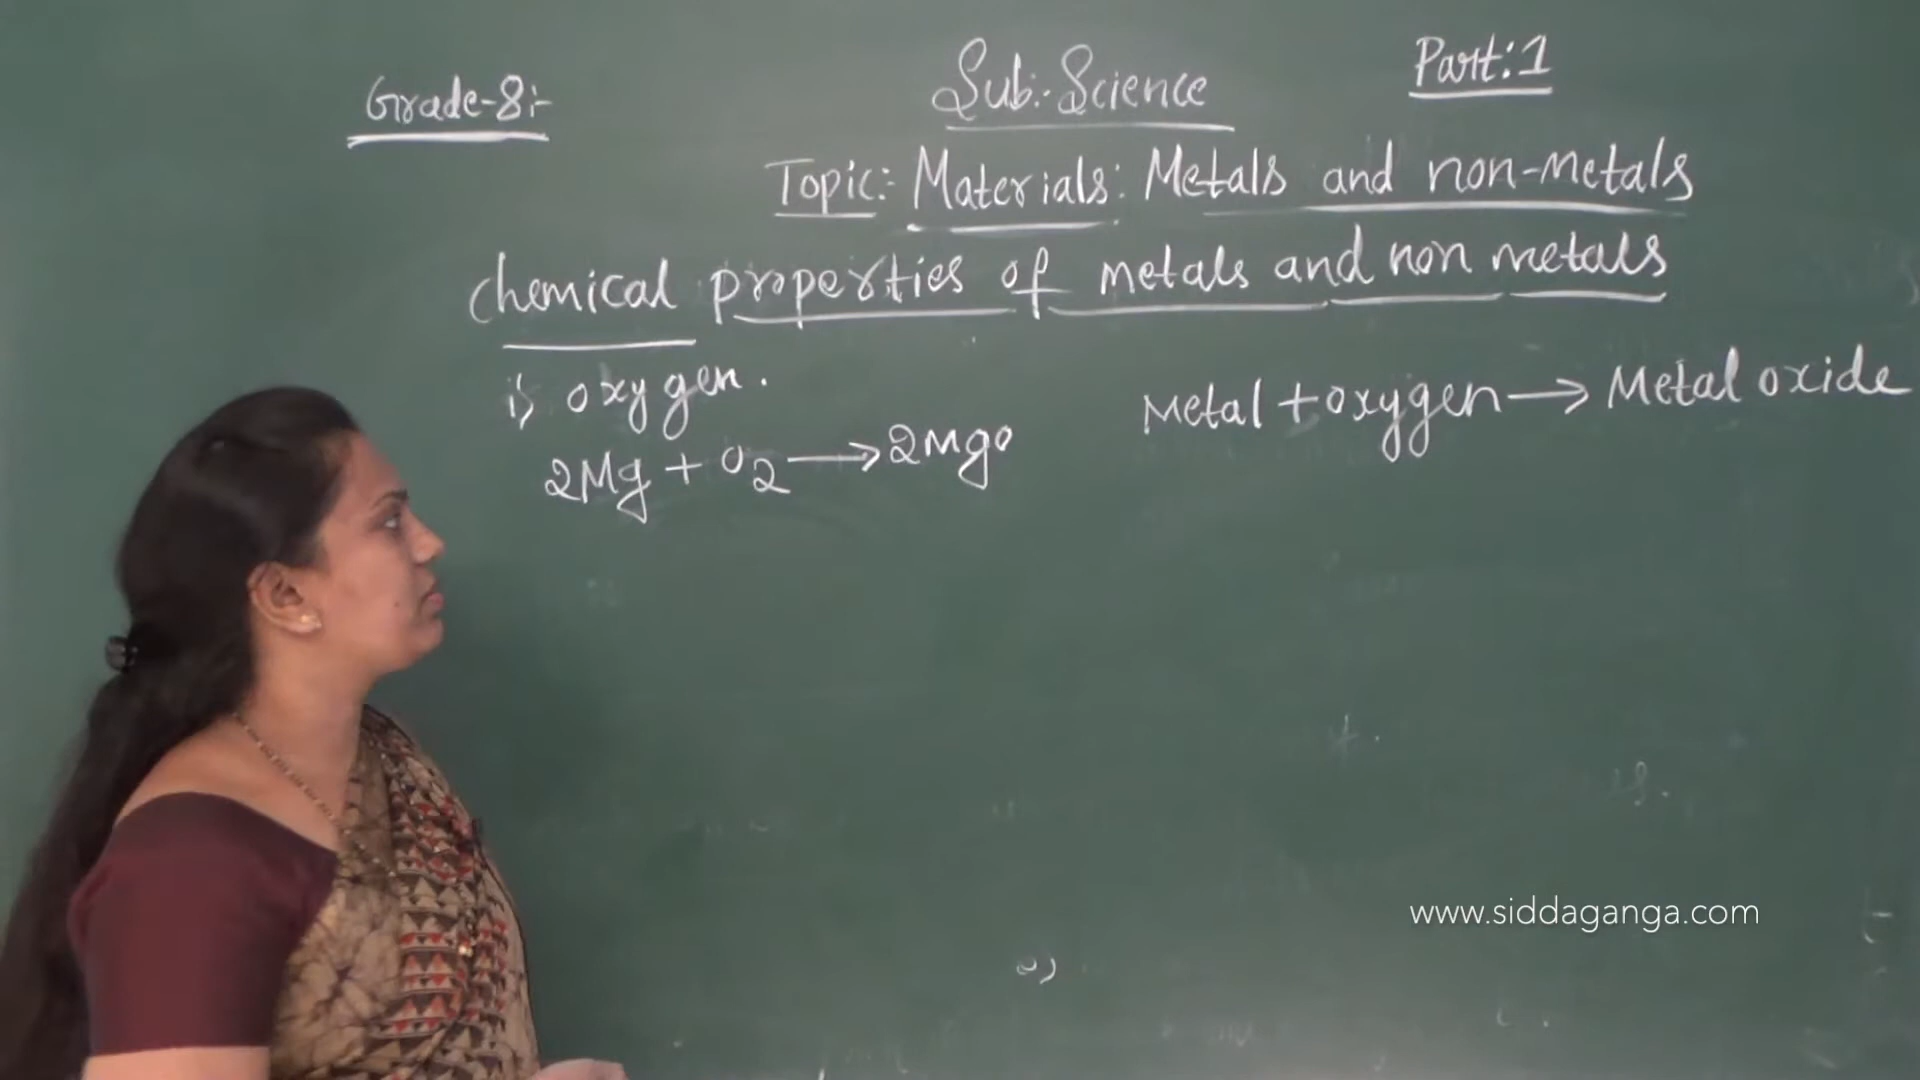 Grade-8:-
Sub:-Science
Part:1
Topic:- Materials: Metals and non-metals
chemical properties of metals and non metals
i) oxygen.
Metal + oxygen → Metal oxide
2Mg + O2 → 2MgO
www.siddaganga.com